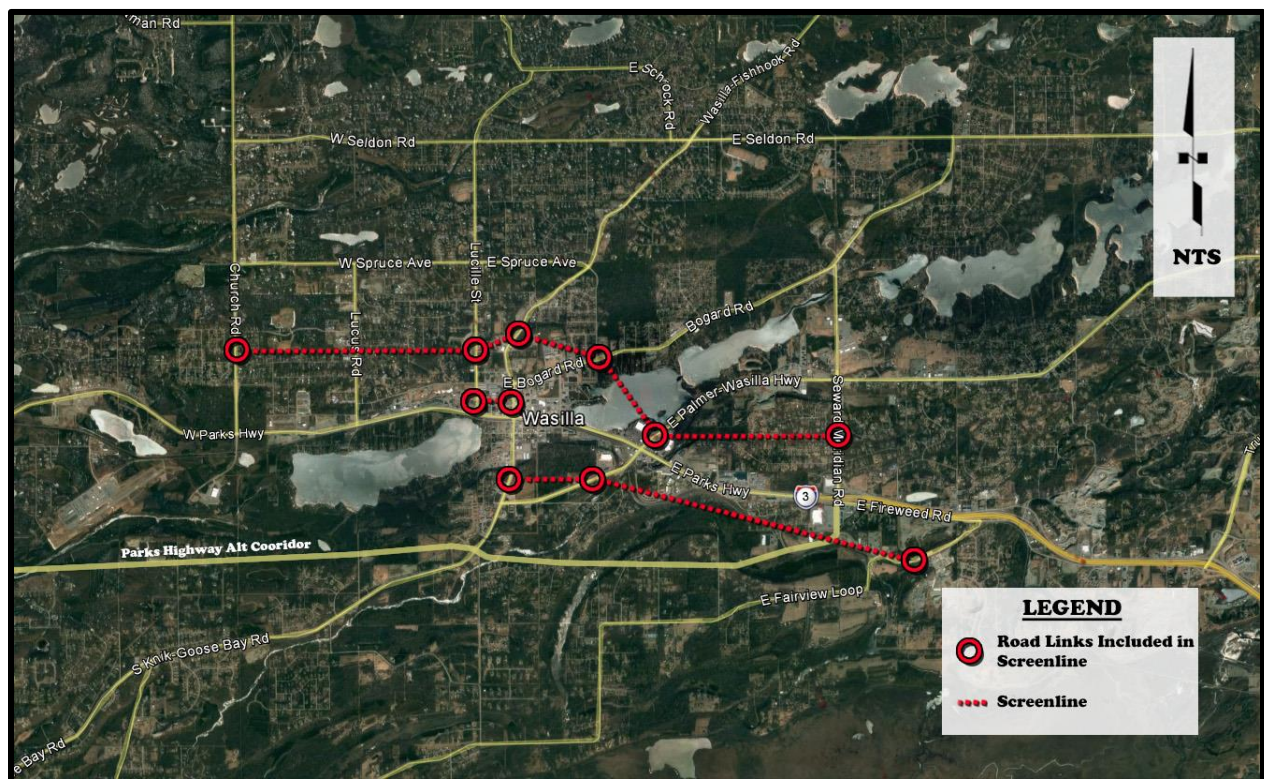 man Rd
E Schrock Rd
Wasilla-Fishhook Rd
W Seldon Rd
E Seldon Rd
N
NTS
W Spruce Ave
E Spruce Ave
Lucille St
Church Rd
Lucus Rd
Bogard Rd
E Bogard Rd
E Palmer-Wasilla Hwy
Wasilla
W Parks Hwy
Seward Meridian Rd
E Parks Hwy
3
E Fireweed Rd
Parks Highway Alt Cooridor
E Fairview Loop
S Knik-Goose Bay Rd
e Bay Rd
LEGEND
Road Links Included in
Screenline
Screenline